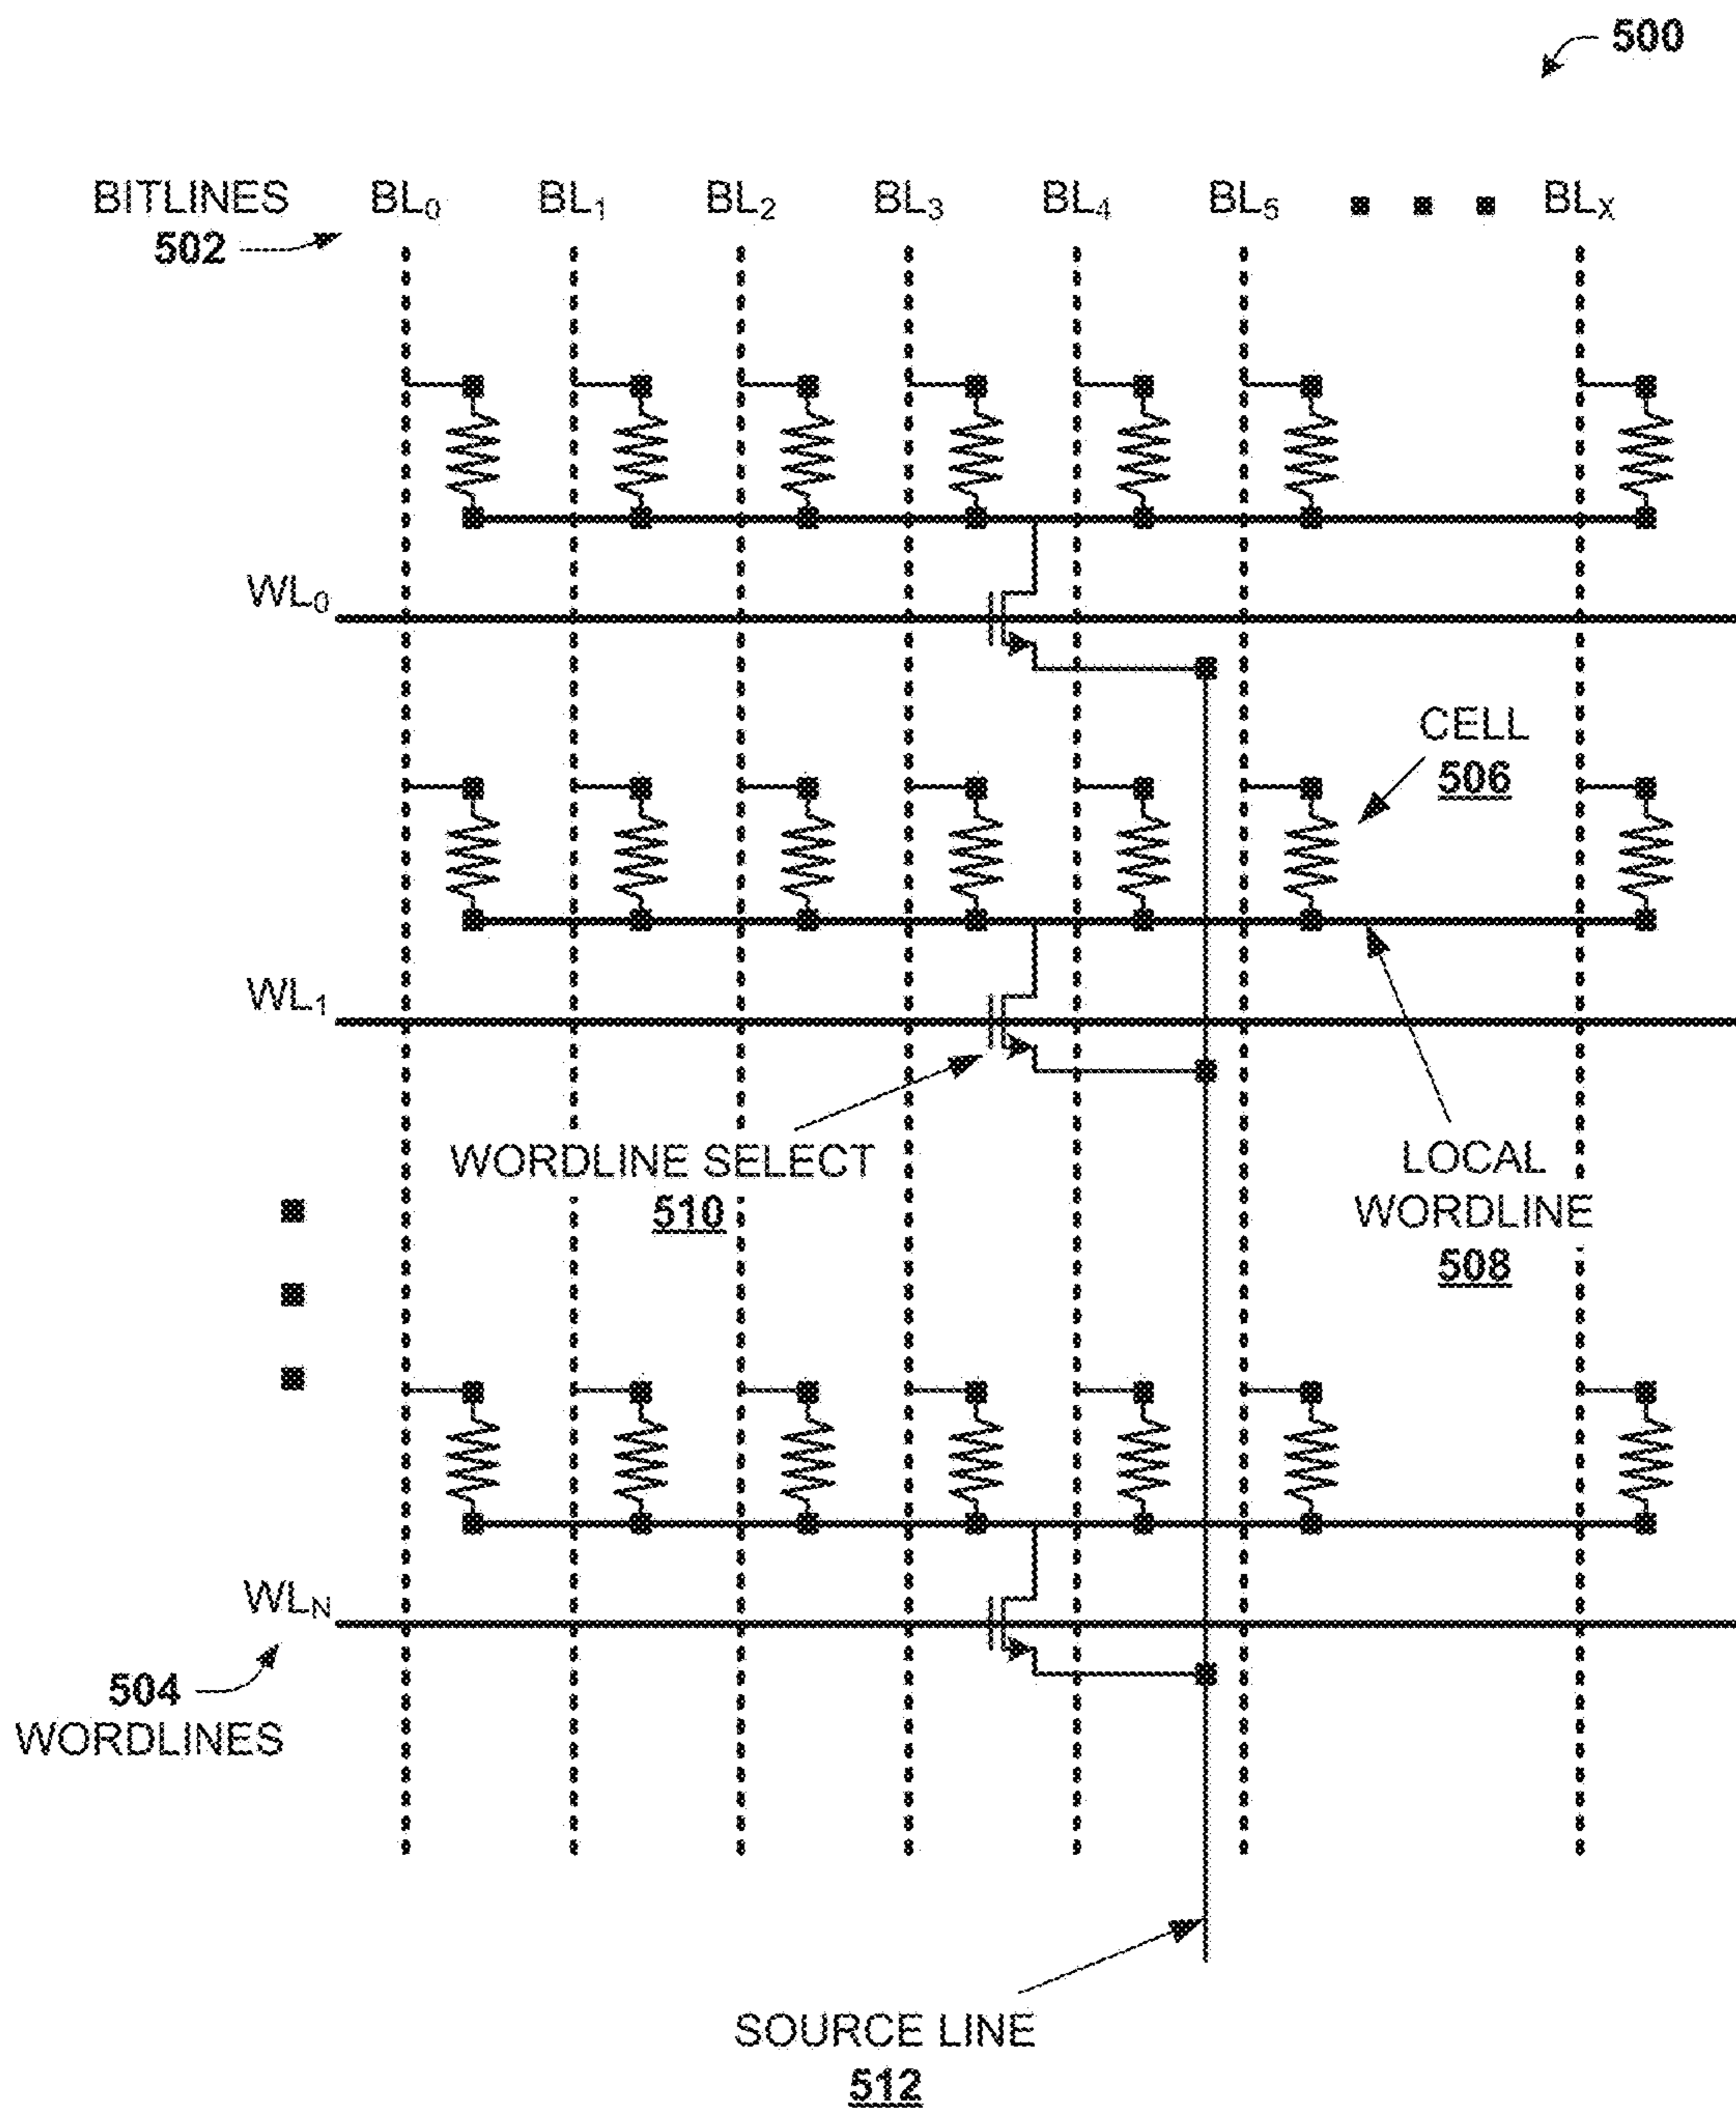 500
BITLINES
502
BL₀ BL₁ BL₂ BL₃ BL₄ BL₅ BLₓ
WL₀
CELL
506
WL₁
WORDLINE SELECT
510
LOCAL
WORDLINE
508
WL_N
504
WORDLINES
SOURCE LINE
512